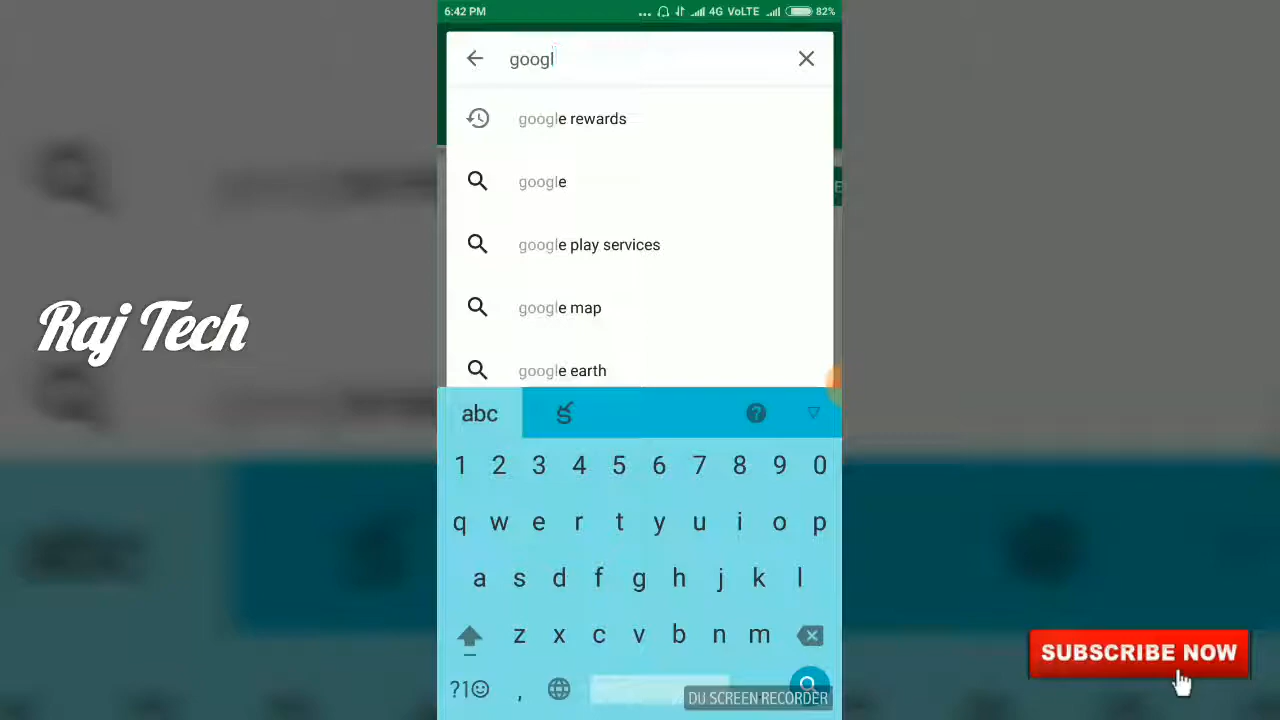 6:42 PM ... 4G VoLTE 82%
googl
google rewards
google
google play services
google map
google earth
Raj Tech
abc క ?
1 2 3 4 5 6 7 8 9 0
q w e r t y u i o p
a s d f g h j k l
z x c v b n m
?1☺ ,
DU SCREEN RECORDER
SUBSCRIBE NOW